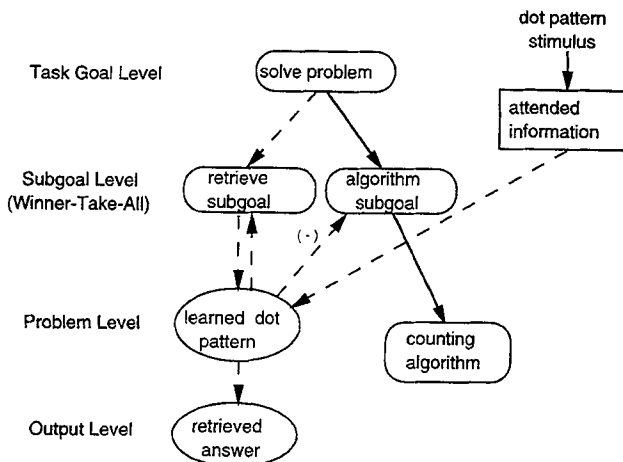 dot pattern
stimulus
Task Goal Level
solve problem
attended
information
Subgoal Level
(Winner-Take-All)
retrieve
subgoal
algorithm
subgoal
(-)
Problem Level
learned dot
pattern
counting
algorithm
Output Level
retrieved
answer